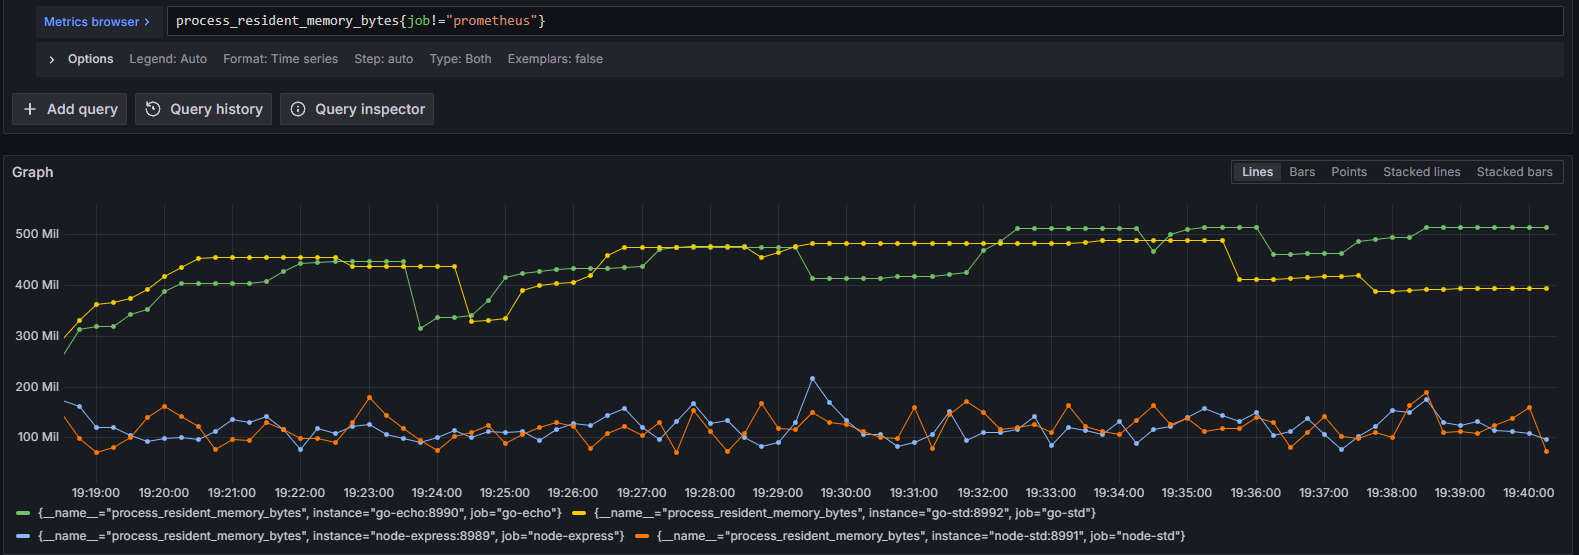 Metrics browser > process_resident_memory_bytes{job!="prometheus"}
> Options Legend: Auto Format: Time series Step: auto Type: Both Exemplars: false
+ Add query Query history Query inspector
Graph Lines Bars Points Stacked lines Stacked bars
500 Mil
400 Mil
300 Mil
200 Mil
100 Mil
19:19:00 19:20:00 19:21:00 19:22:00 19:23:00 19:24:00 19:25:00 19:26:00 19:27:00 19:28:00 19:29:00 19:30:00 19:31:00 19:32:00 19:33:00 19:34:00 19:35:00 19:36:00 19:37:00 19:38:00 19:39:00 19:40:00
{__name__="process_resident_memory_bytes", instance="go-echo:8990", job="go-echo"} {__name__="process_resident_memory_bytes", instance="go-std:8992", job="go-std"}
{__name__="process_resident_memory_bytes", instance="node-express:8989", job="node-express"} {__name__="process_resident_memory_bytes", instance="node-std:8991", job="node-std"}